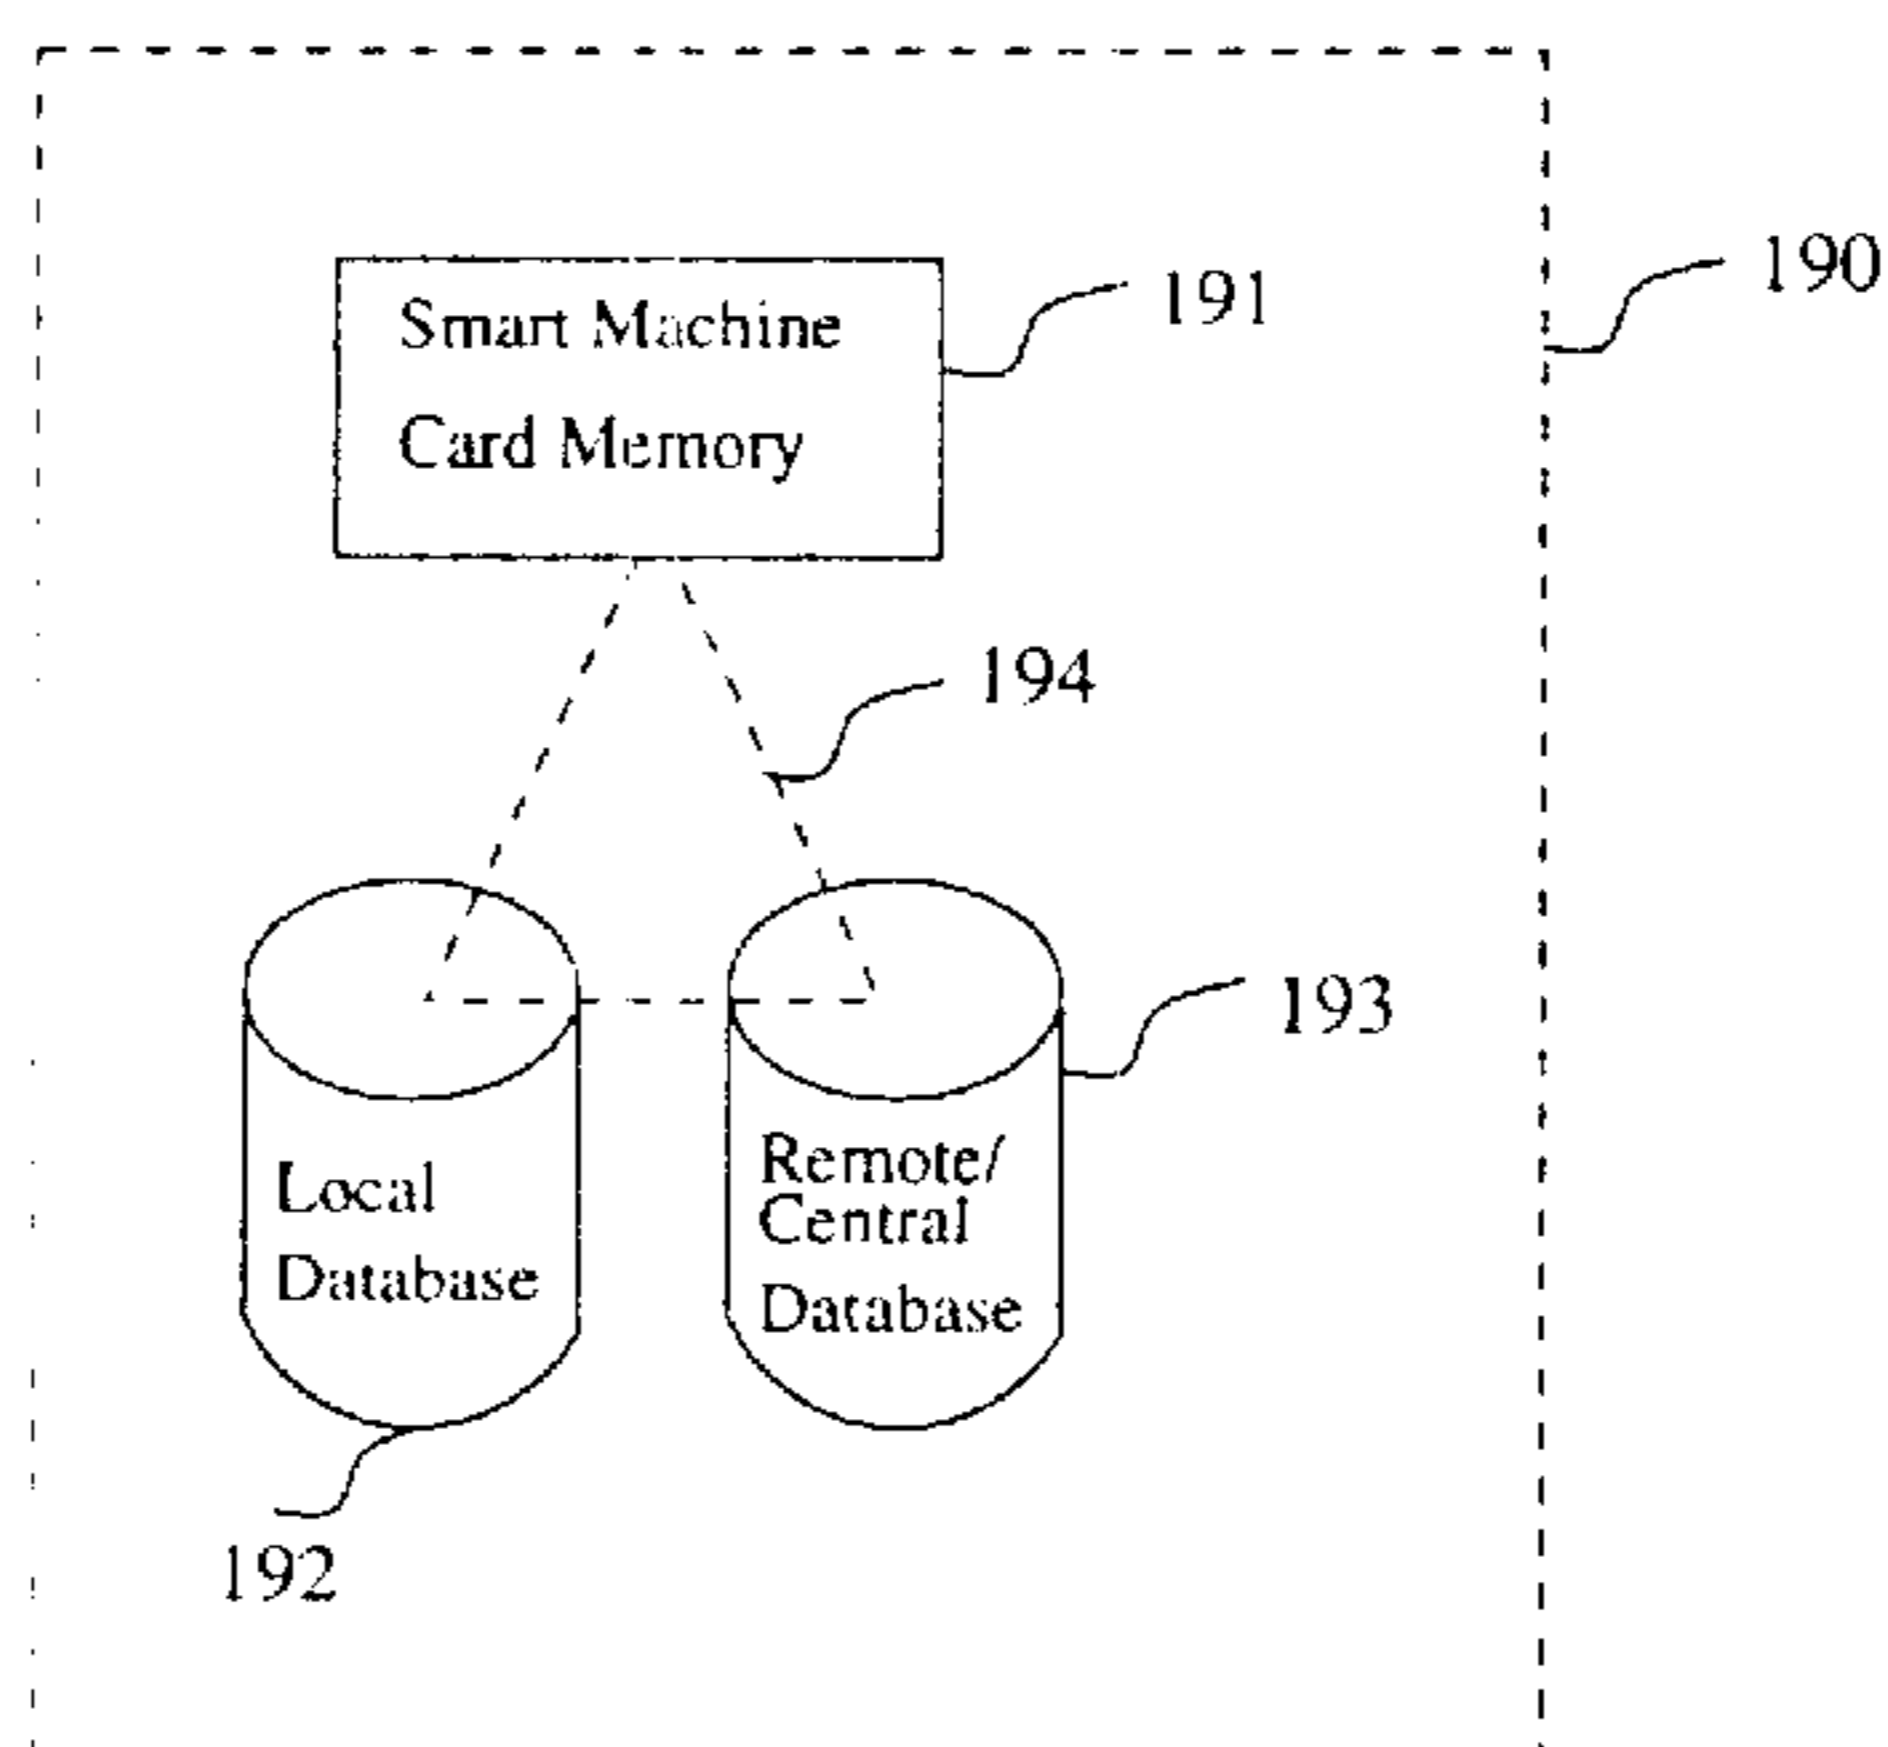 190
191
Smart Machine
Card Memory
194
193
Local
Database
Remote/
Central
Database
192